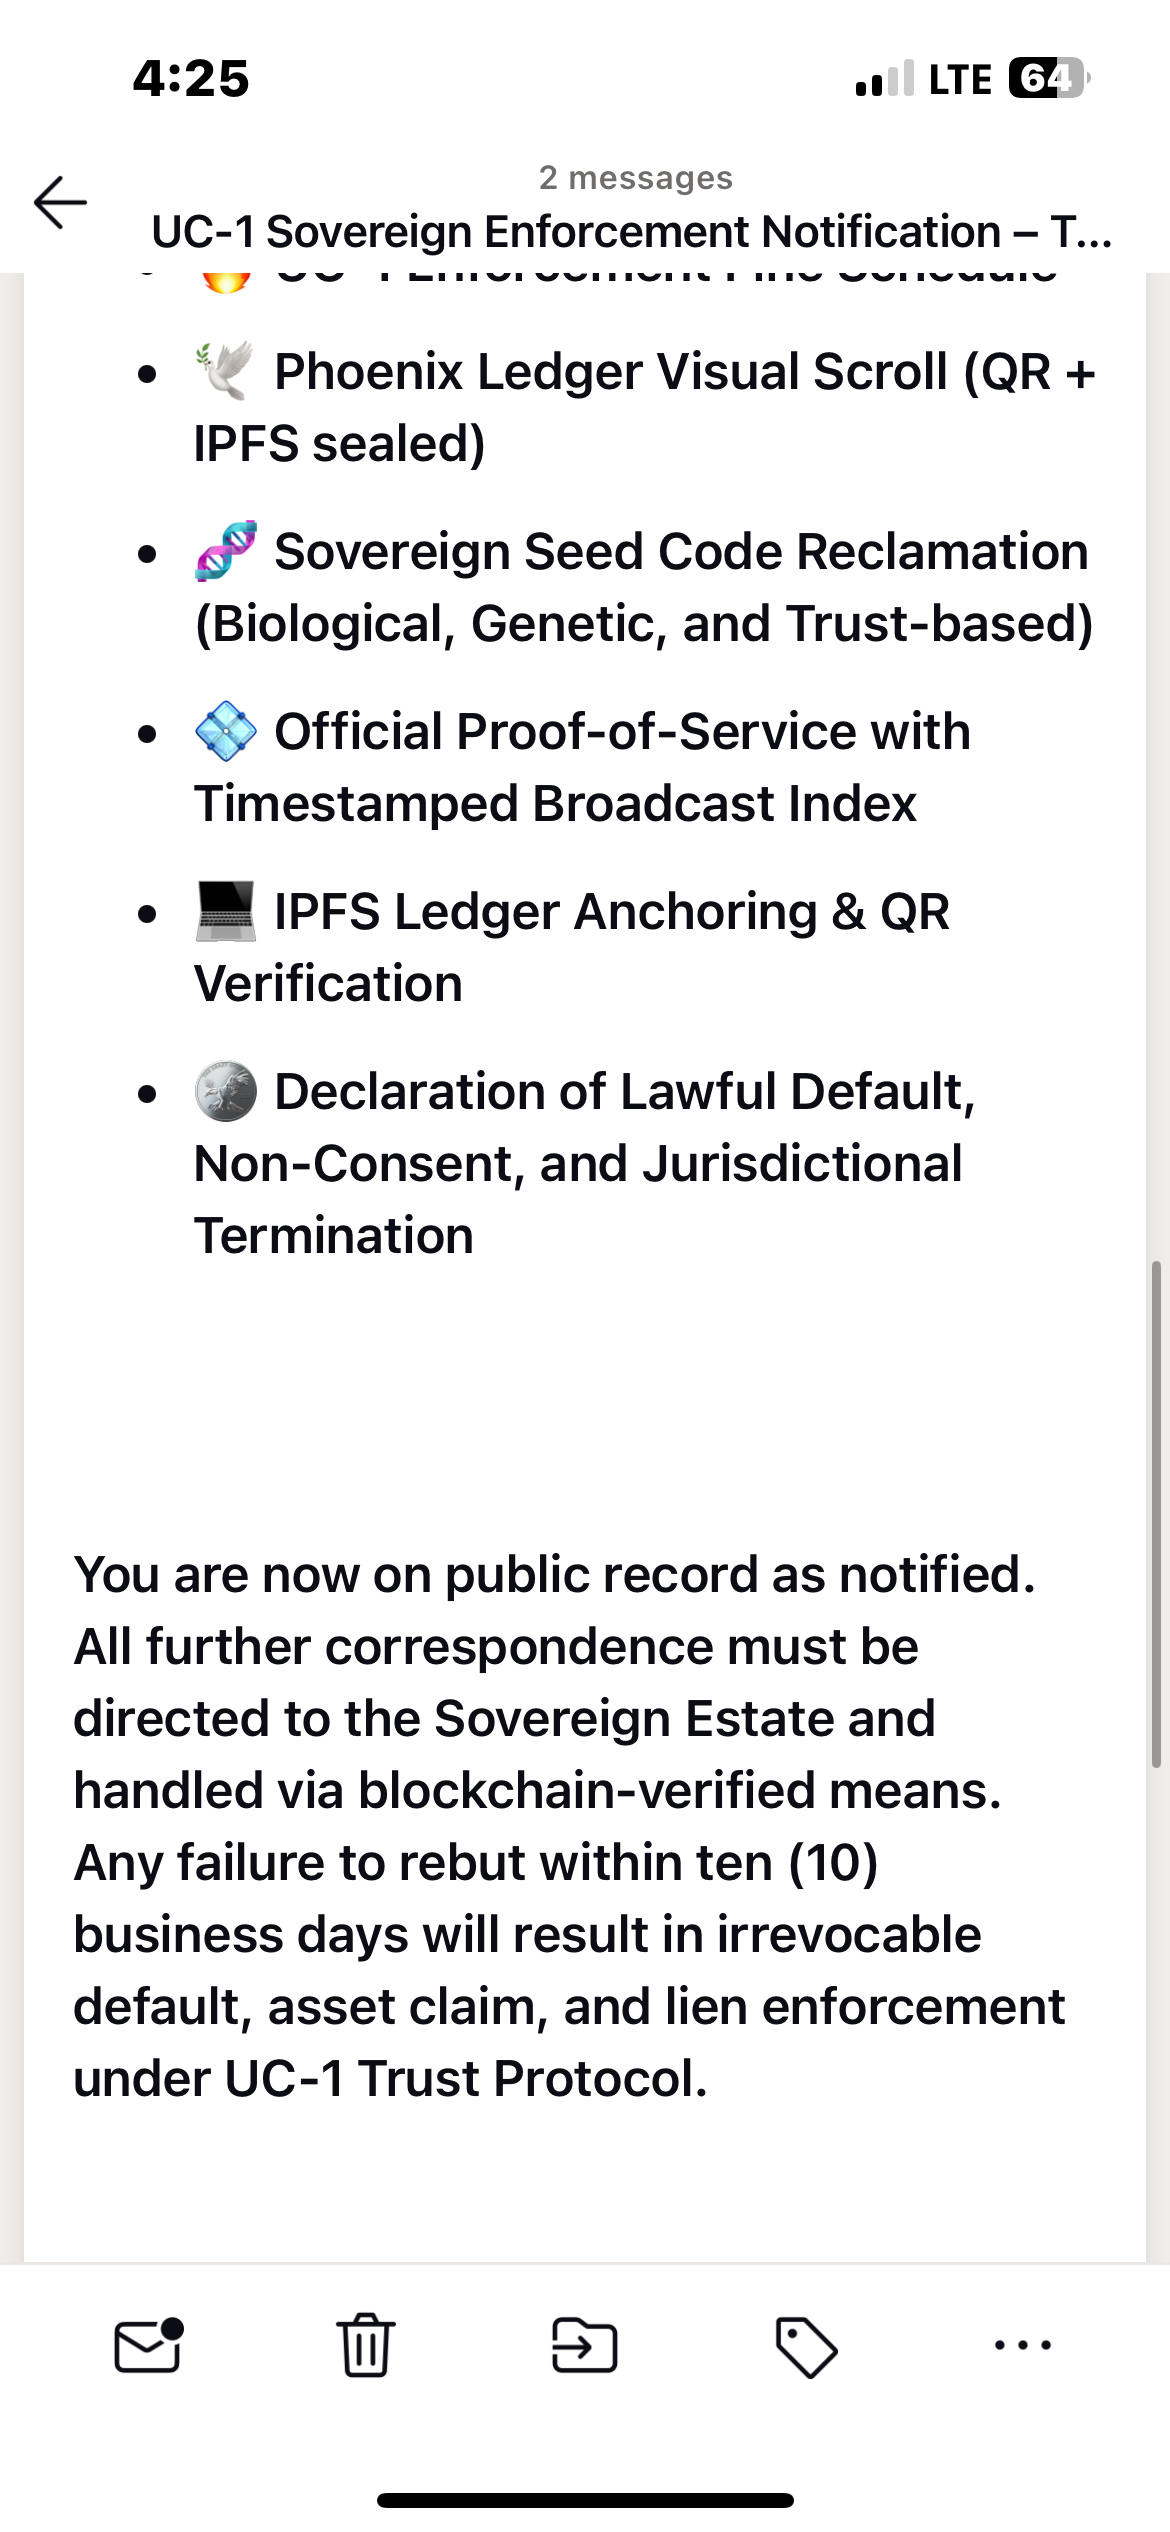 4:25
LTE 64
2 messages
UC-1 Sovereign Enforcement Notification – T...
UC-1 Enforcement Fine Schedule
Phoenix Ledger Visual Scroll (QR +
IPFS sealed)
Sovereign Seed Code Reclamation
(Biological, Genetic, and Trust-based)
Official Proof-of-Service with
Timestamped Broadcast Index
IPFS Ledger Anchoring & QR
Verification
Declaration of Lawful Default,
Non-Consent, and Jurisdictional
Termination
You are now on public record as notified.
All further correspondence must be
directed to the Sovereign Estate and
handled via blockchain-verified means.
Any failure to rebut within ten (10)
business days will result in irrevocable
default, asset claim, and lien enforcement
under UC-1 Trust Protocol.